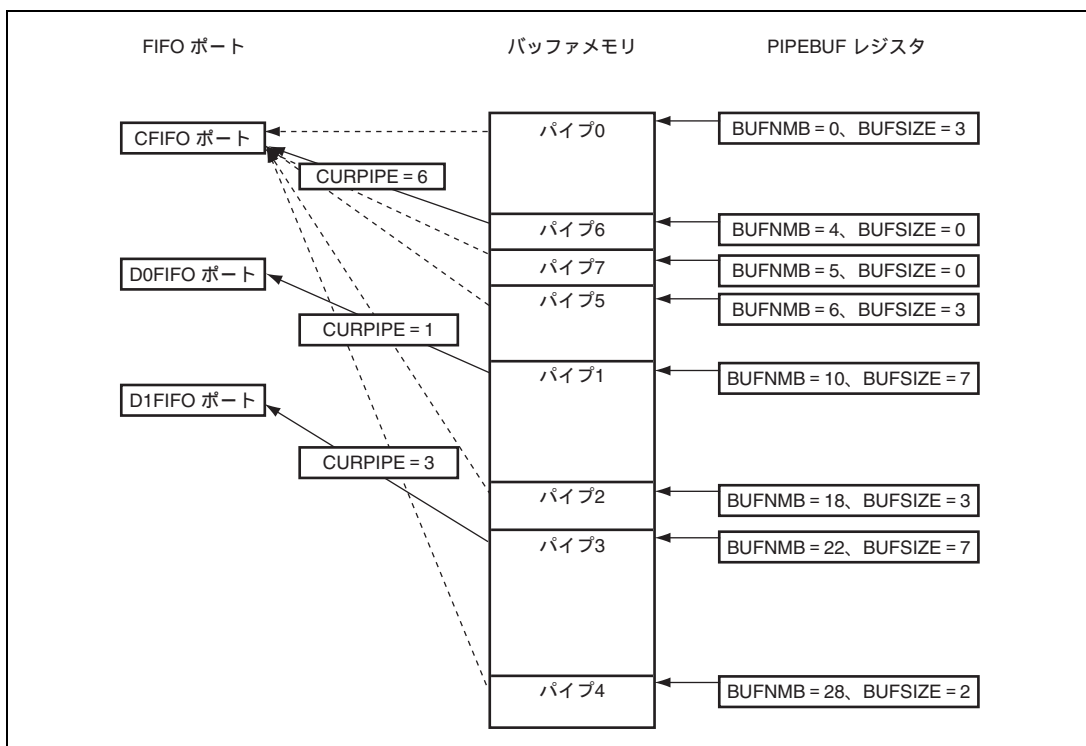 FIFO ポート
バッファメモリ
PIPEBUF レジスタ
CFIFO ポート
パイプ0
BUFNMB = 0、BUFSIZE = 3
CURPIPE = 6
パイプ6
BUFNMB = 4、BUFSIZE = 0
D0FIFO ポート
パイプ7
BUFNMB = 5、BUFSIZE = 0
パイプ5
BUFNMB = 6、BUFSIZE = 3
CURPIPE = 1
パイプ1
BUFNMB = 10、BUFSIZE = 7
D1FIFO ポート
CURPIPE = 3
パイプ2
BUFNMB = 18、BUFSIZE = 3
パイプ3
BUFNMB = 22、BUFSIZE = 7
パイプ4
BUFNMB = 28、BUFSIZE = 2